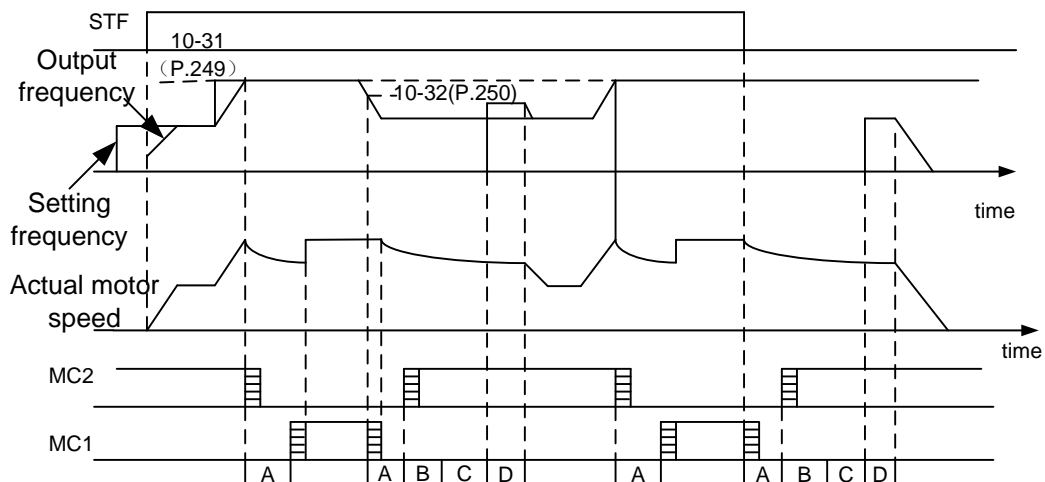 STF
10-31
（P.249）
Output
frequency
10-32(P.250)
Setting
frequency
time
Actual motor
speed
time
MC2
MC1
A A B C D A A B C D